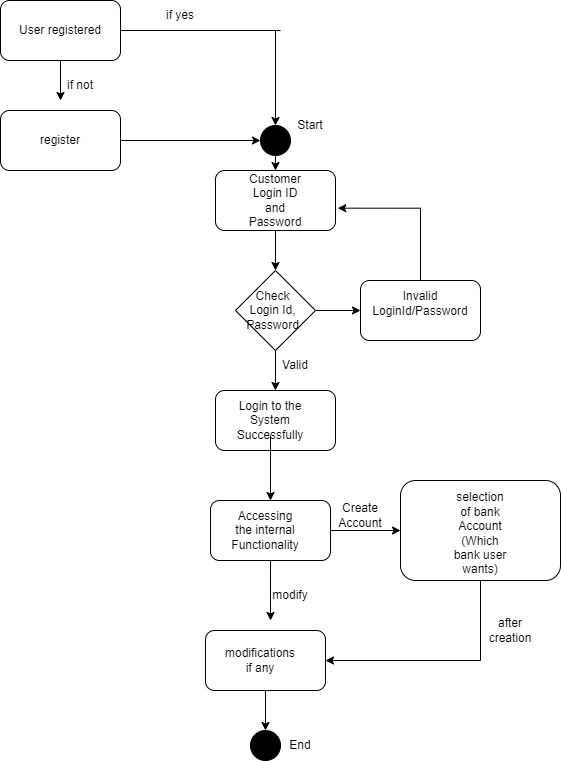 if yes
User registered
if not
register
Start
Customer
Login ID
and
Password
Check
Login Id,
Password
Invalid
LoginId/Password
Valid
Login to the
System
Successfully
Accessing
the internal
Functionality
Create
Account
selection
of bank
Account
(Which
bank user
wants)
modify
after
creation
modifications
if any
End